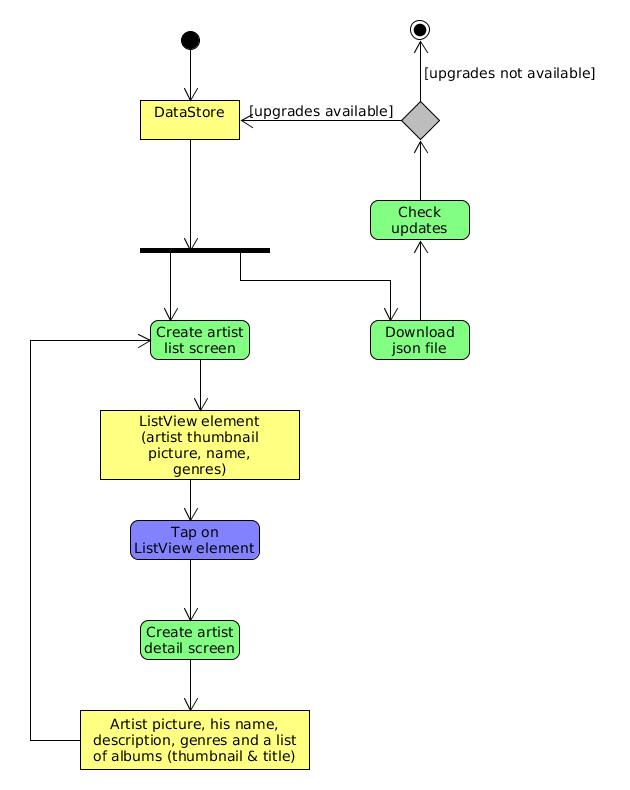 [upgrades not available]
DataStore
[upgrades available]
Check
updates
Create artist
list screen
Download
json file
ListView element
(artist thumbnail
picture, name,
genres)
Tap on
ListView element
Create artist
detail screen
Artist picture, his name,
description, genres and a list
of albums (thumbnail & title)